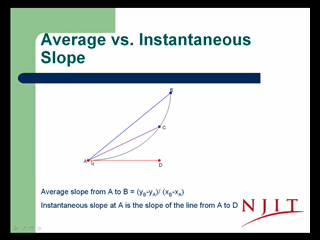 Average vs. Instantaneous
Slope
B
C
A
D
Average slope from A to B = (yB-yA)/ (xB-xA)
Instantaneous slope at A is the slope of the line from A to D
NJIT